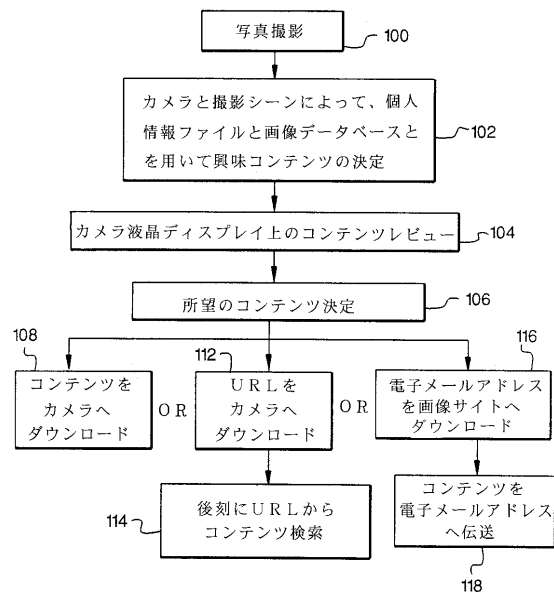 写真撮影
100
カメラと撮影シーンによって、個人
情報ファイルと画像データベースと
を用いて興味コンテンツの決定
102
カメラ液晶ディスプレイ上のコンテンツレビュー
104
所望のコンテンツ決定
106
108
コンテンツを
カメラへ
ダウンロード
OR
112
URLを
カメラへ
ダウンロード
OR
116
電子メールアドレス
を画像サイトへ
ダウンロード
114
後刻にURLから
コンテンツ検索
コンテンツを
電子メールアドレス
へ伝送
118